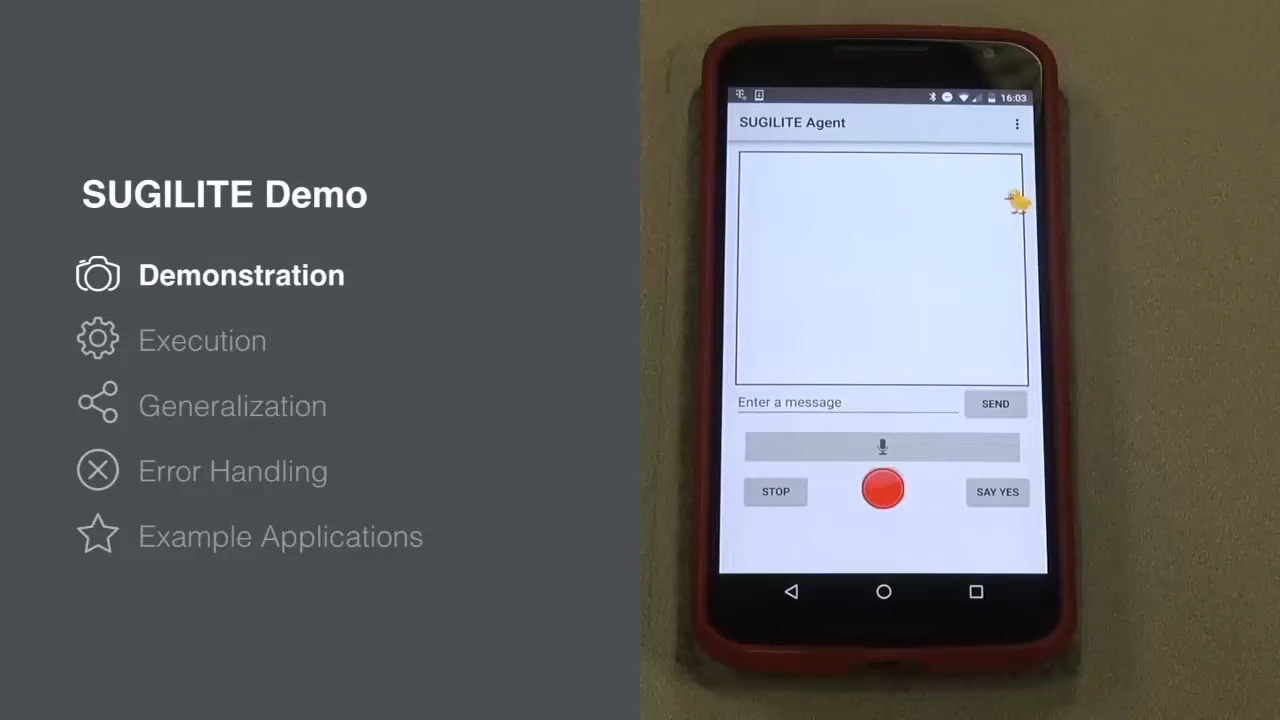 SUGILITE Demo
Demonstration
Execution
Generalization
Error Handling
Example Applications
16:03
SUGILITE Agent
Enter a message
SEND
STOP
SAY YES